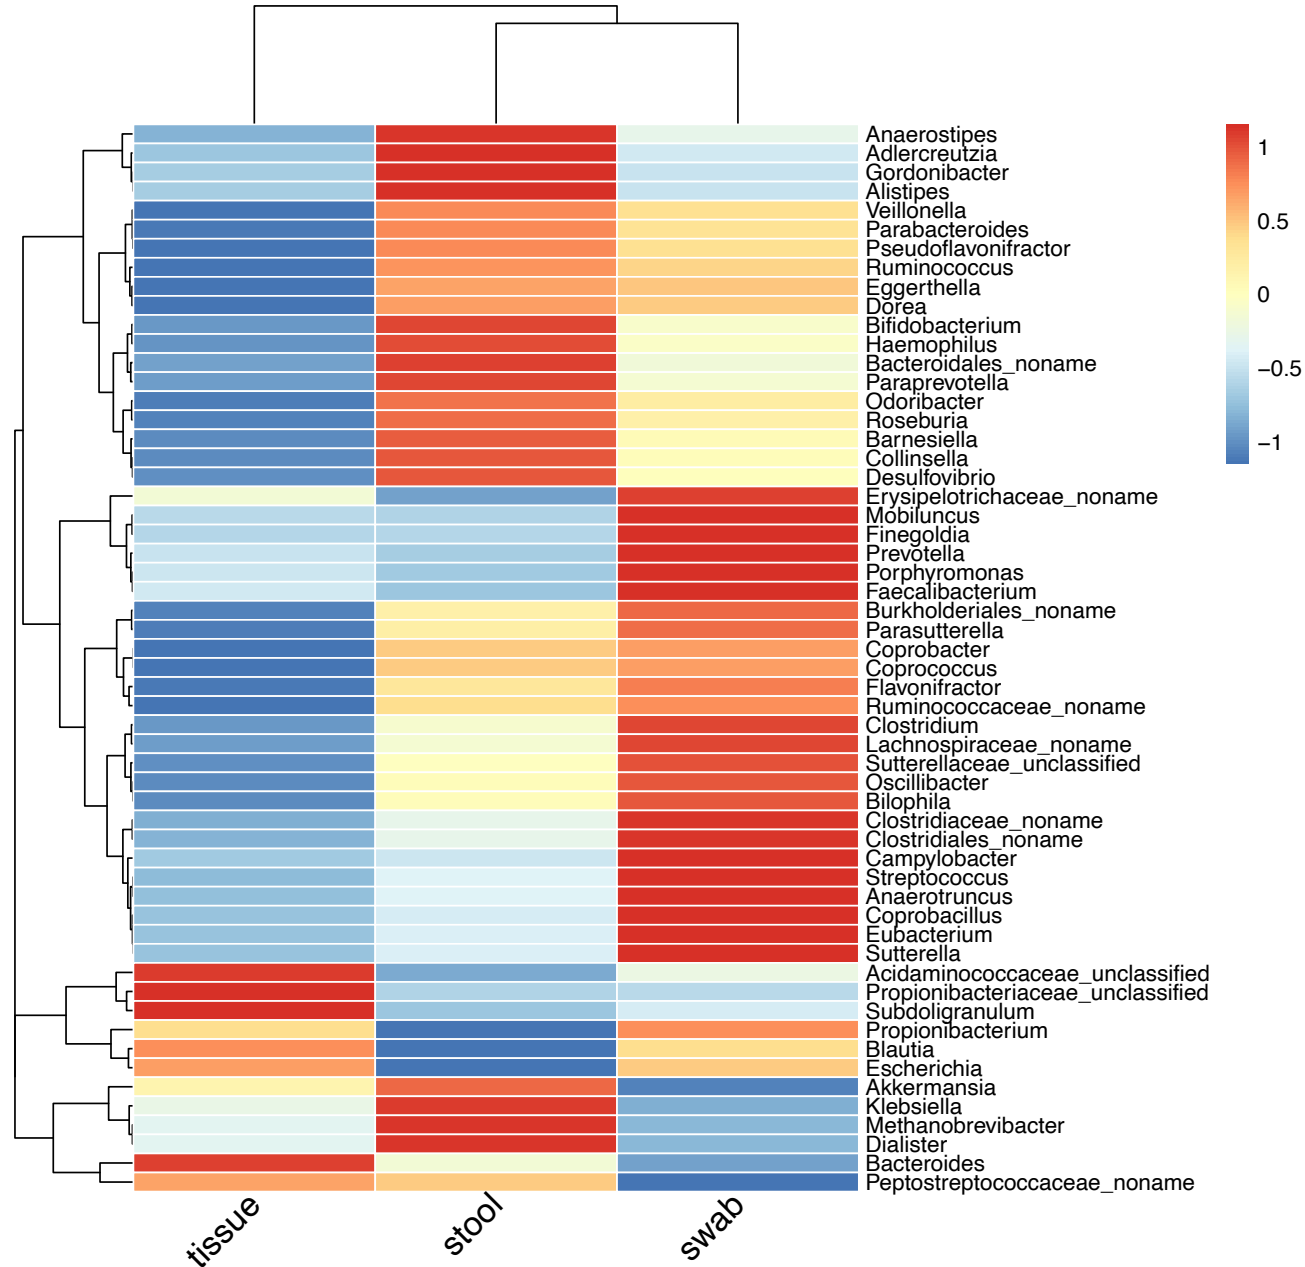 Anaerostipes
Adlercreutzia
Gordonibacter
Alistipes
Veillonella
Parabacteroides
Pseudoflavonifractor
Ruminococcus
Eggerthella
Dorea
Bifidobacterium
Haemophilus
Bacteroidales_noname
Paraprevotella
Odoribacter
Roseburia
Barnesiella
Collinsella
Desulfovibrio
Erysipelotrichaceae_noname
Mobiluncus
Finegoldia
Prevotella
Porphyromonas
Faecalibacterium
Burkholderiales_noname
Parasutterella
Coprobacter
Coprococcus
Flavonifractor
Ruminococcaceae_noname
Clostridium
Lachnospiraceae_noname
Sutterellaceae_unclassified
Oscillibacter
Bilophila
Clostridiaceae_noname
Clostridiales_noname
Campylobacter
Streptococcus
Anaerotruncus
Coprobacillus
Eubacterium
Sutterella
Acidaminococcaceae_unclassified
Propionibacteriaceae_unclassified
Subdoligranulum
Propionibacterium
Blautia
Escherichia
Akkermansia
Klebsiella
Methanobrevibacter
Dialister
Bacteroides
Peptostreptococcaceae_noname
tissue
stool
swab
1
0.5
0
−0.5
−1